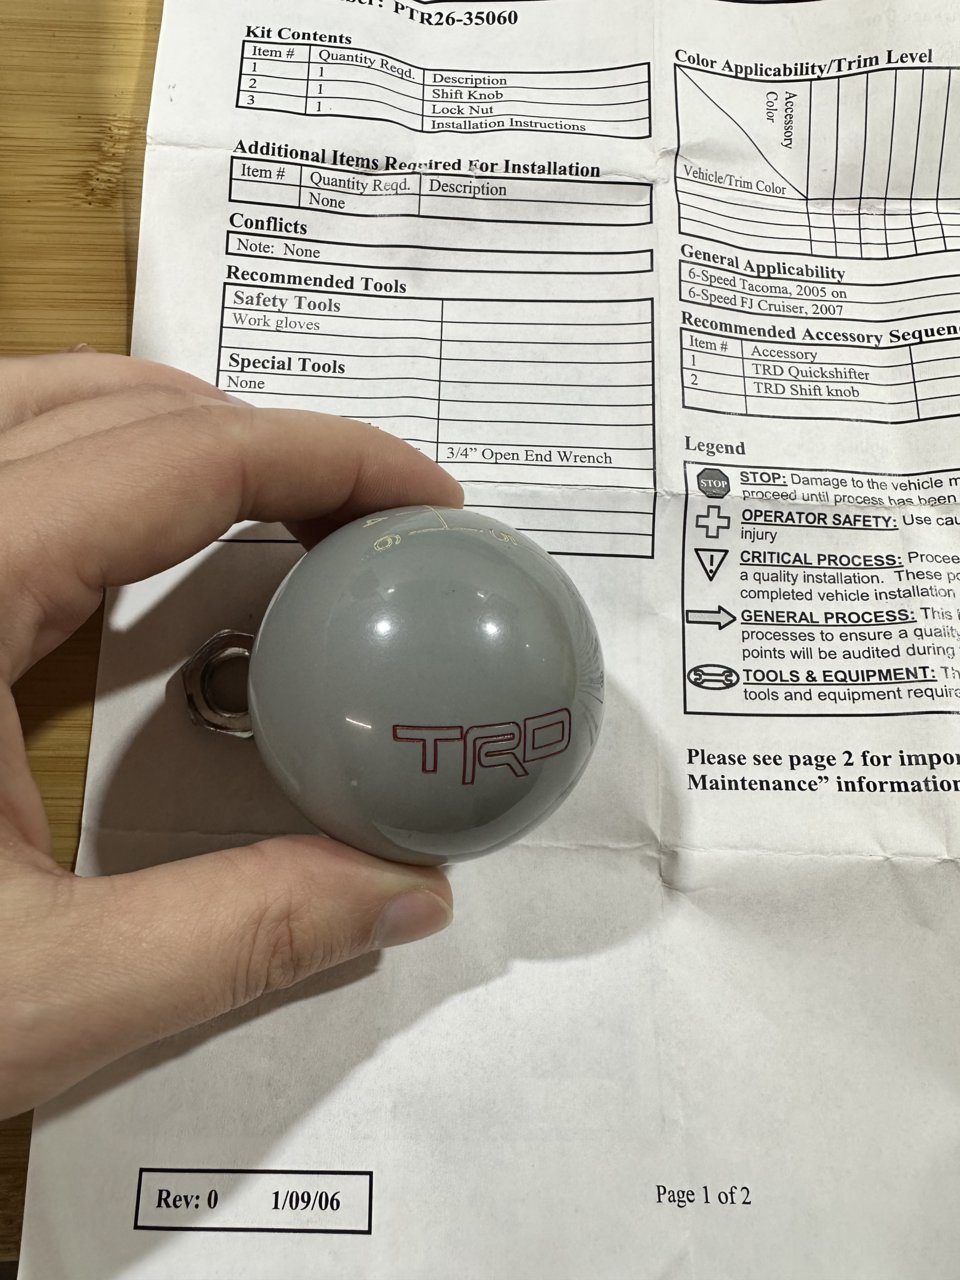 PTR26-35060
Kit Contents
Item # Quantity Reqd. Description
1 1 Shift Knob
2 1 Lock Nut
3 1 Installation Instructions
Additional Items Required For Installation
Item # Quantity Reqd. Description
None
Conflicts
Note: None
Recommended Tools
Safety Tools
Work gloves
Special Tools
None
3/4” Open End Wrench
Color Applicability/Trim Level
Accessory
Color
Vehicle/Trim Color
General Applicability
6-Speed Tacoma, 2005 on
6-Speed FJ Cruiser, 2007
Recommended Accessory
Item # Accessory
1 TRD Quickshifter
2 TRD Shift knob
Legend
STOP
STOP: Damage to the vehicle
proceed until process has been
OPERATOR SAFETY: Use
injury
CRITICAL PROCESS:
a quality installation. These
completed vehicle installation
GENERAL PROCESS: This
processes to ensure a
points will be audited during
TOOLS & EQUIPMENT:
tools and equipment
Please see page 2 for
Maintenance” information
4 6 5
TRD
Rev: 0 1/09/06
Page 1 of 2